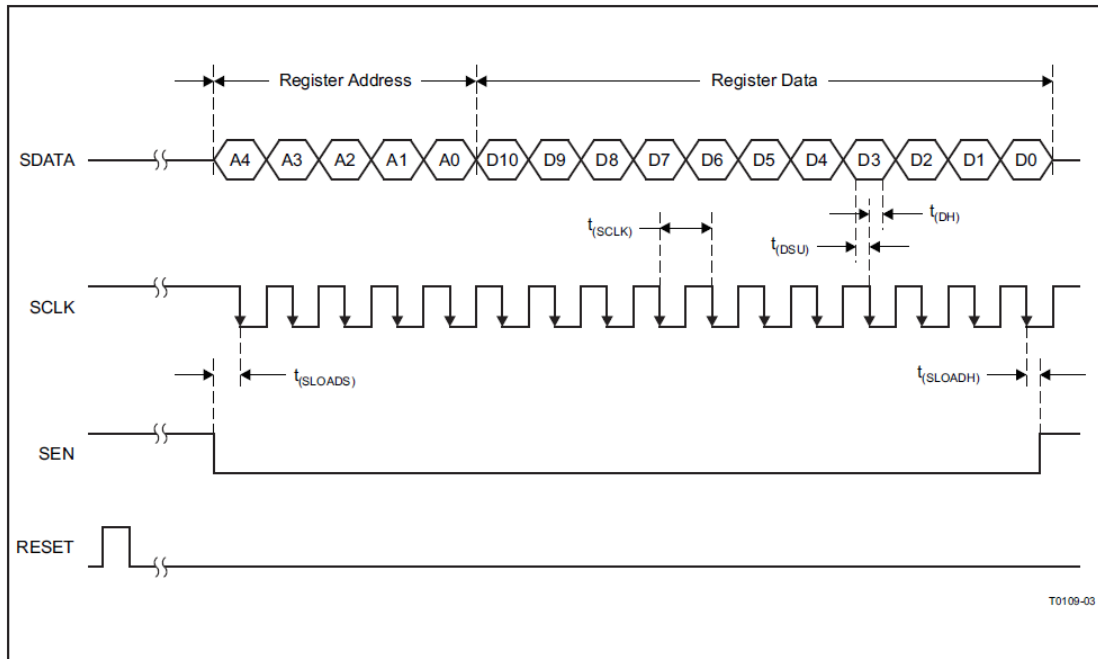 Register Address
Register Data
SDATA
A4 A3 A2 A1 A0 D10 D9 D8 D7 D6 D5 D4 D3 D2 D1 D0
t(SCLK)
t(DH)
t(DSU)
SCLK
t(SLOADS)
t(SLOADH)
SEN
RESET
T0109-03